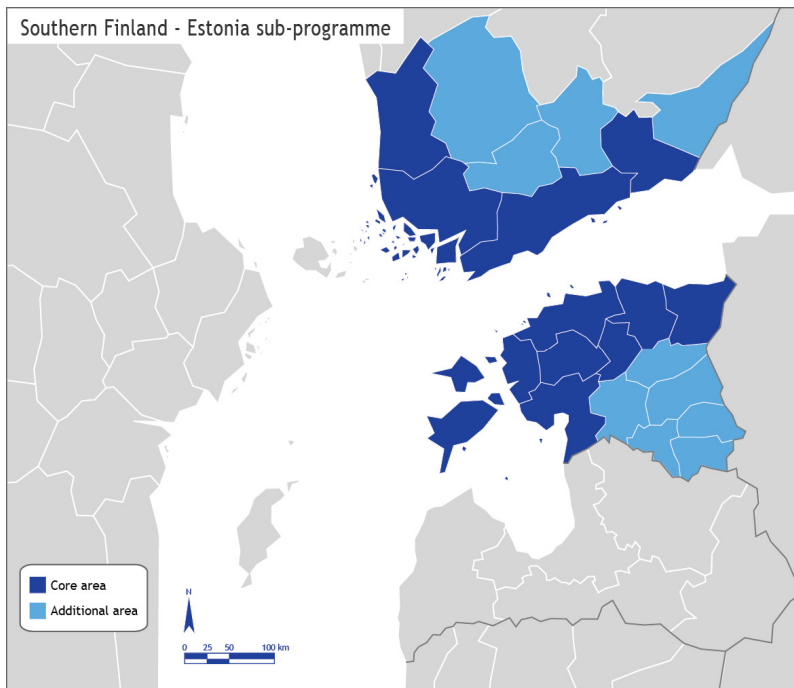 Southern Finland - Estonia sub-programme
Core area
Additional area
N
0 25 50 100 km